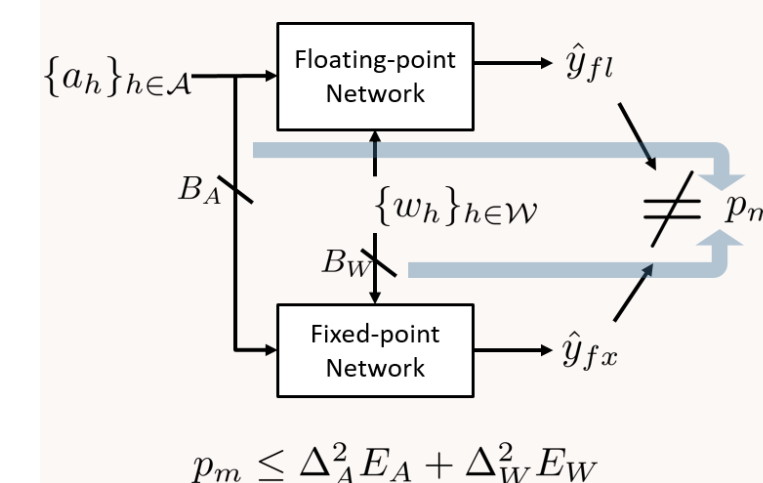 {a_h}_{h∈𝒜}
Floating-point
Network
ŷ_{fl}
B_A
{w_h}_{h∈𝒲}
≠ p_m
B_W
Fixed-point
Network
ŷ_{fx}
p_m ≤ Δ_A^2 E_A + Δ_W^2 E_W